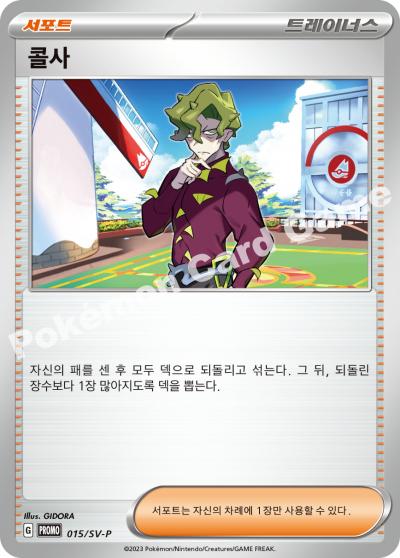 서포트 트레이너스
콜사
Pokémon Card Game
자신의 패를 센 후 모두 덱으로 되돌리고 섞는다. 그 뒤, 되돌린
장수보다 1장 많아지도록 덱을 뽑는다.
Illus. GIDORA
서포트는 자신의 차례에 1장만 사용할 수 있다.
G PROMO 015/SV-P
©2023 Pokémon/Nintendo/Creatures/GAME FREAK.